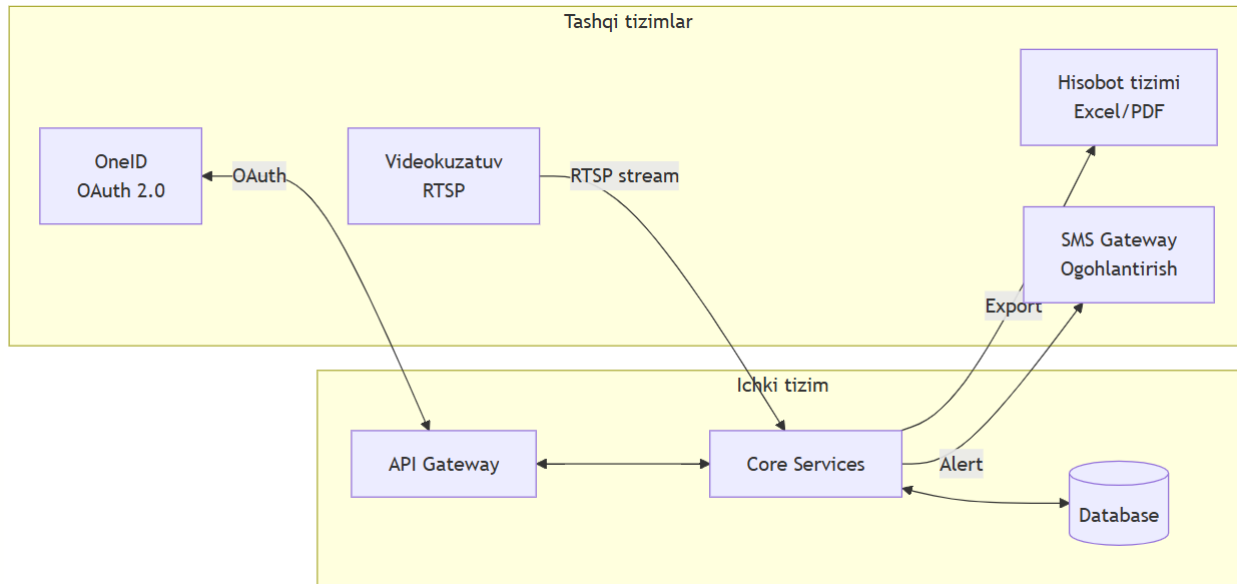 Tashqi tizimlar
Hisobot tizimi
Excel/PDF
OneID
OAuth 2.0
OAuth
Videokuzatuv
RTSP
RTSP stream
SMS Gateway
Ogohlantirish
Export
Ichki tizim
API Gateway
Core Services
Alert
Database